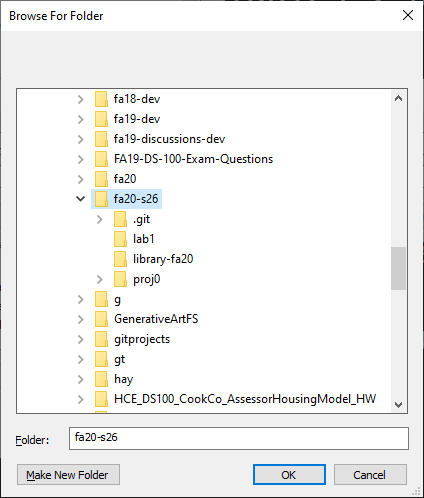 Browse For Folder
fa18-dev
fa19-dev
fa19-discussions-dev
FA19-DS-100-Exam-Questions
fa20
fa20-s26
.git
lab1
library-fa20
proj0
g
GenerativeArtFS
gitprojects
gt
hay
HCE_DS100_CookCo_AssessorHousingModel_HW
Folder: fa20-s26
Make New Folder OK Cancel